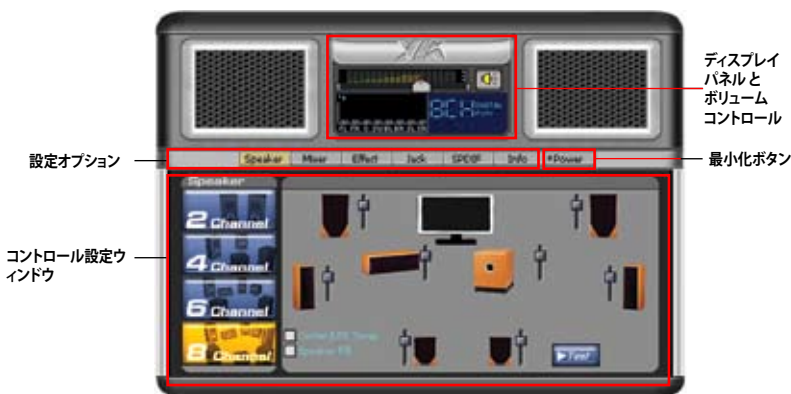 VIA
ディスプレイ
パネルと
ボリューム
コントロール
8CH
設定オプション
Speaker Mixer Effect Jack SPDIF Info
Power
最小化ボタン
Speaker
2 Channel
4 Channel
6 Channel
8 Channel
コントロール設定ウ
ィンドウ
Test